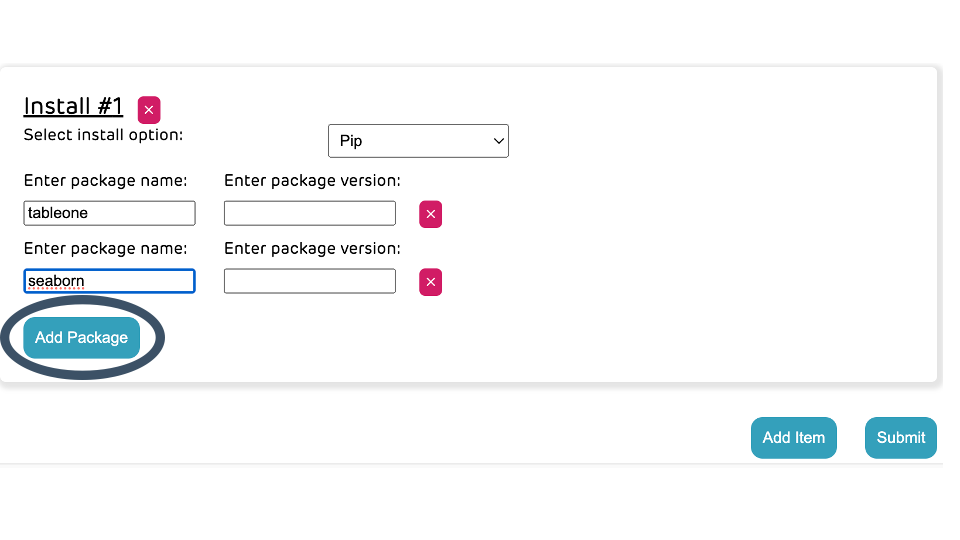 Install #1 ×
Select install option: Pip
Enter package name: Enter package version:
tableone ×
Enter package name: Enter package version:
seaborn ×
Add Package
Add Item Submit